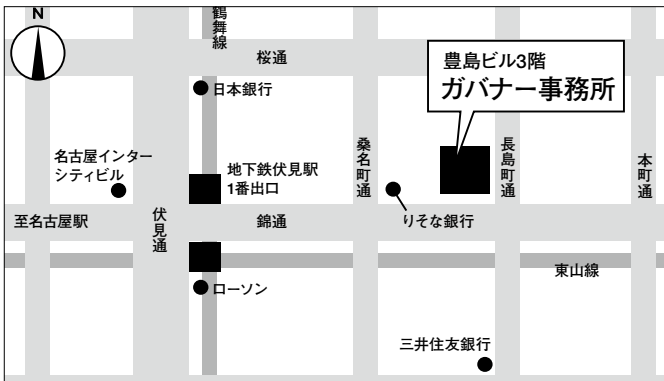 N
鶴舞線
桜通
豊島ビル3階
ガバナー事務所
日本銀行
名古屋インター
シティビル
地下鉄伏見駅
1番出口
桑名町通
長島町通
本町通
至名古屋駅
伏見通
錦通
りそな銀行
東山線
ローソン
三井住友銀行